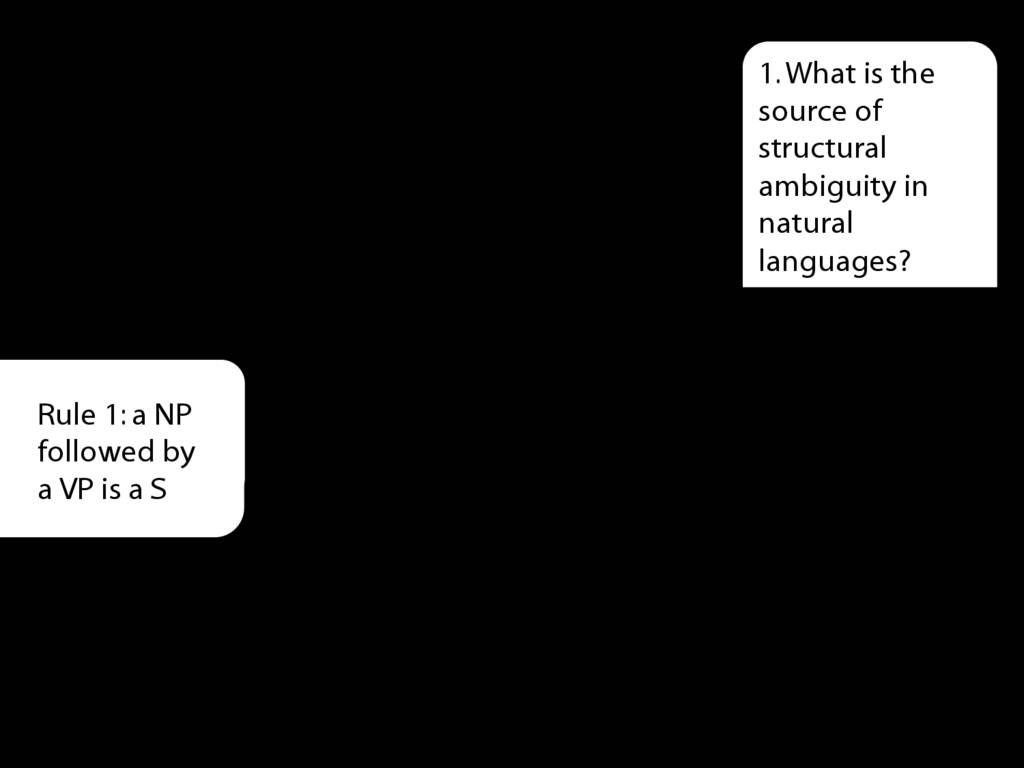 1. What is the
source of
structural
ambiguity in
natural
languages?
Rule 1: a NP
followed by
a VP is a S